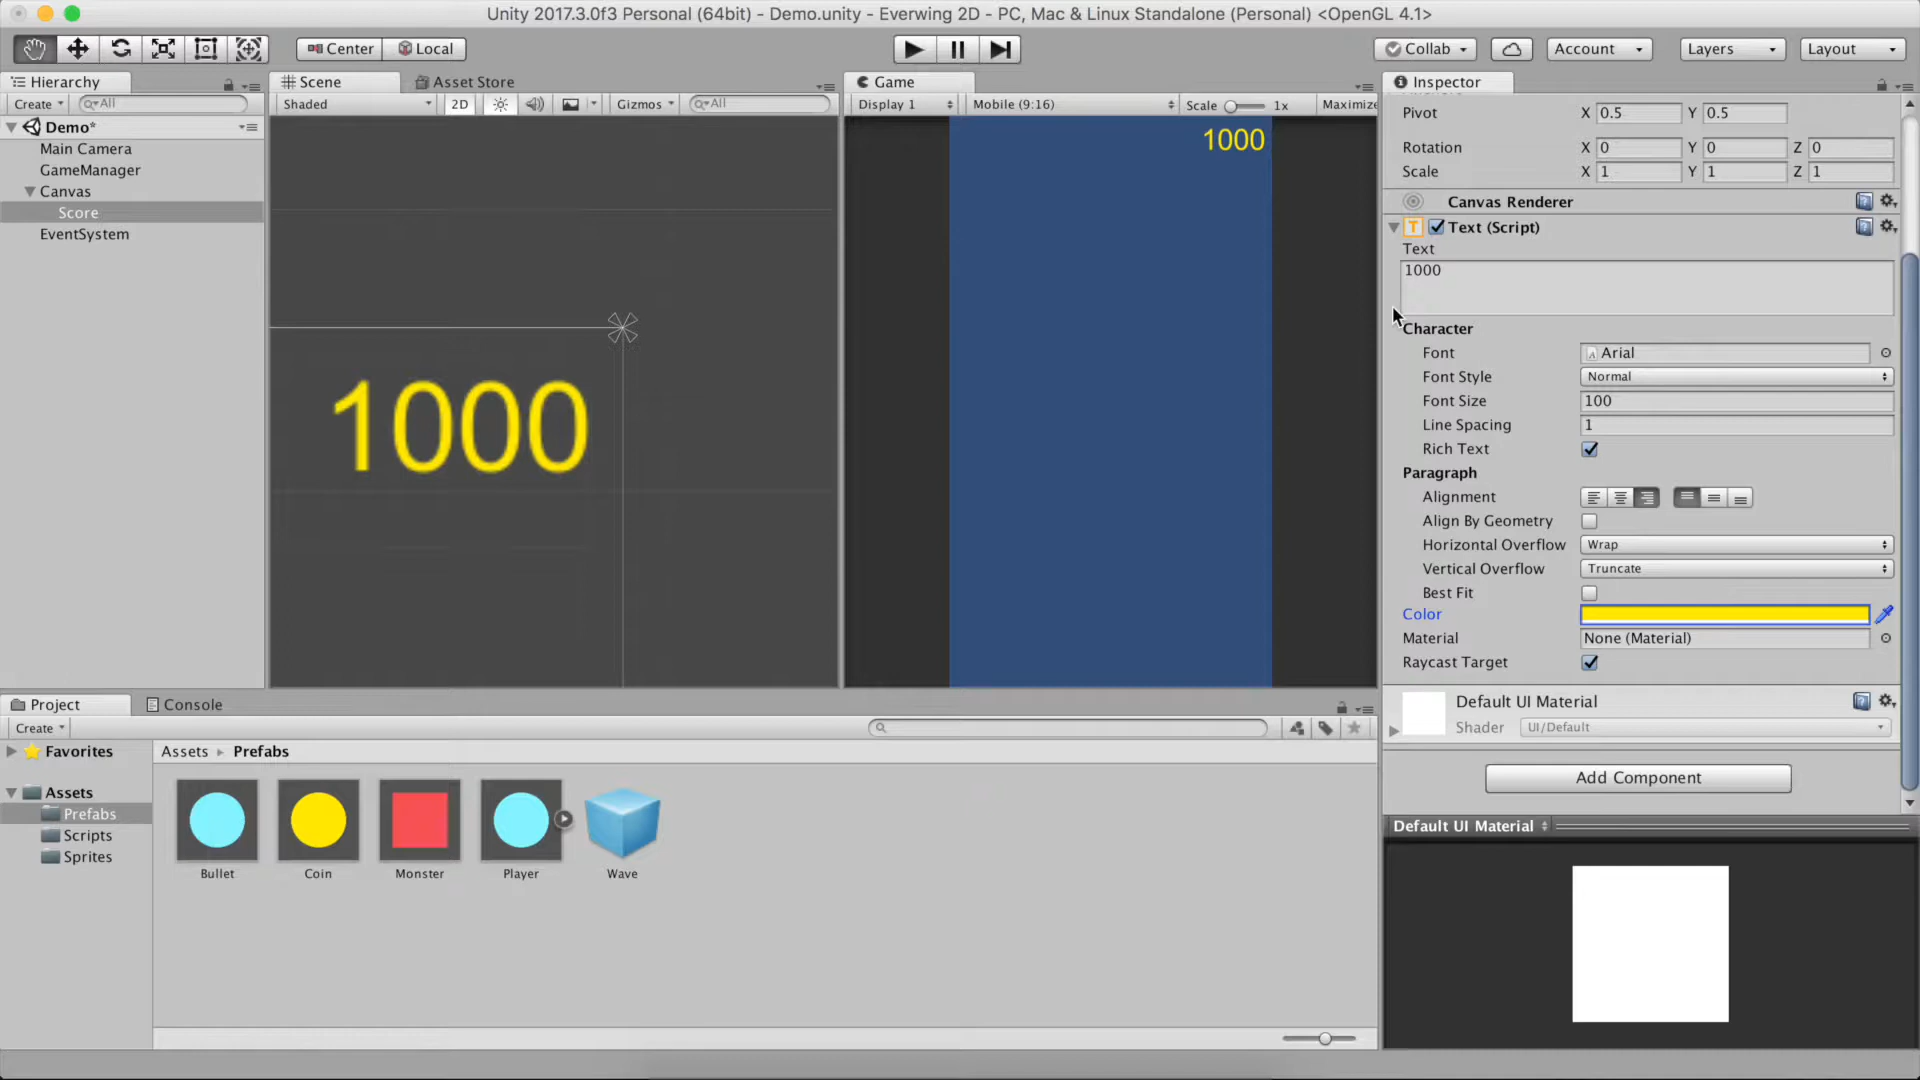 Unity 2017.3.0f3 Personal (64bit) - Demo.unity - Everwing 2D - PC, Mac & Linux Standalone (Personal) <OpenGL 4.1>
Center Local Collab Account Layers Layout
Hierarchy
Create All
Demo*
Main Camera
GameManager
Canvas
Score
EventSystem
Scene Asset Store
Shaded 2D Gizmos All
1000
Game
Display 1 Mobile (9:16) Scale 1x Maximize
1000
Inspector
Pivot X 0.5 Y 0.5
Rotation X 0 Y 0 Z 0
Scale X 1 Y 1 Z 1
Canvas Renderer
T Text (Script)
Text
1000
Character
Font Arial
Font Style Normal
Font Size 100
Line Spacing 1
Rich Text
Paragraph
Alignment
Align By Geometry
Horizontal Overflow Wrap
Vertical Overflow Truncate
Best Fit
Color
Material None (Material)
Raycast Target
Default UI Material
Shader UI/Default
Add Component
Default UI Material
Project Console
Create
Favorites
Assets
Prefabs
Scripts
Sprites
Assets Prefabs
Bullet Coin Monster Player Wave